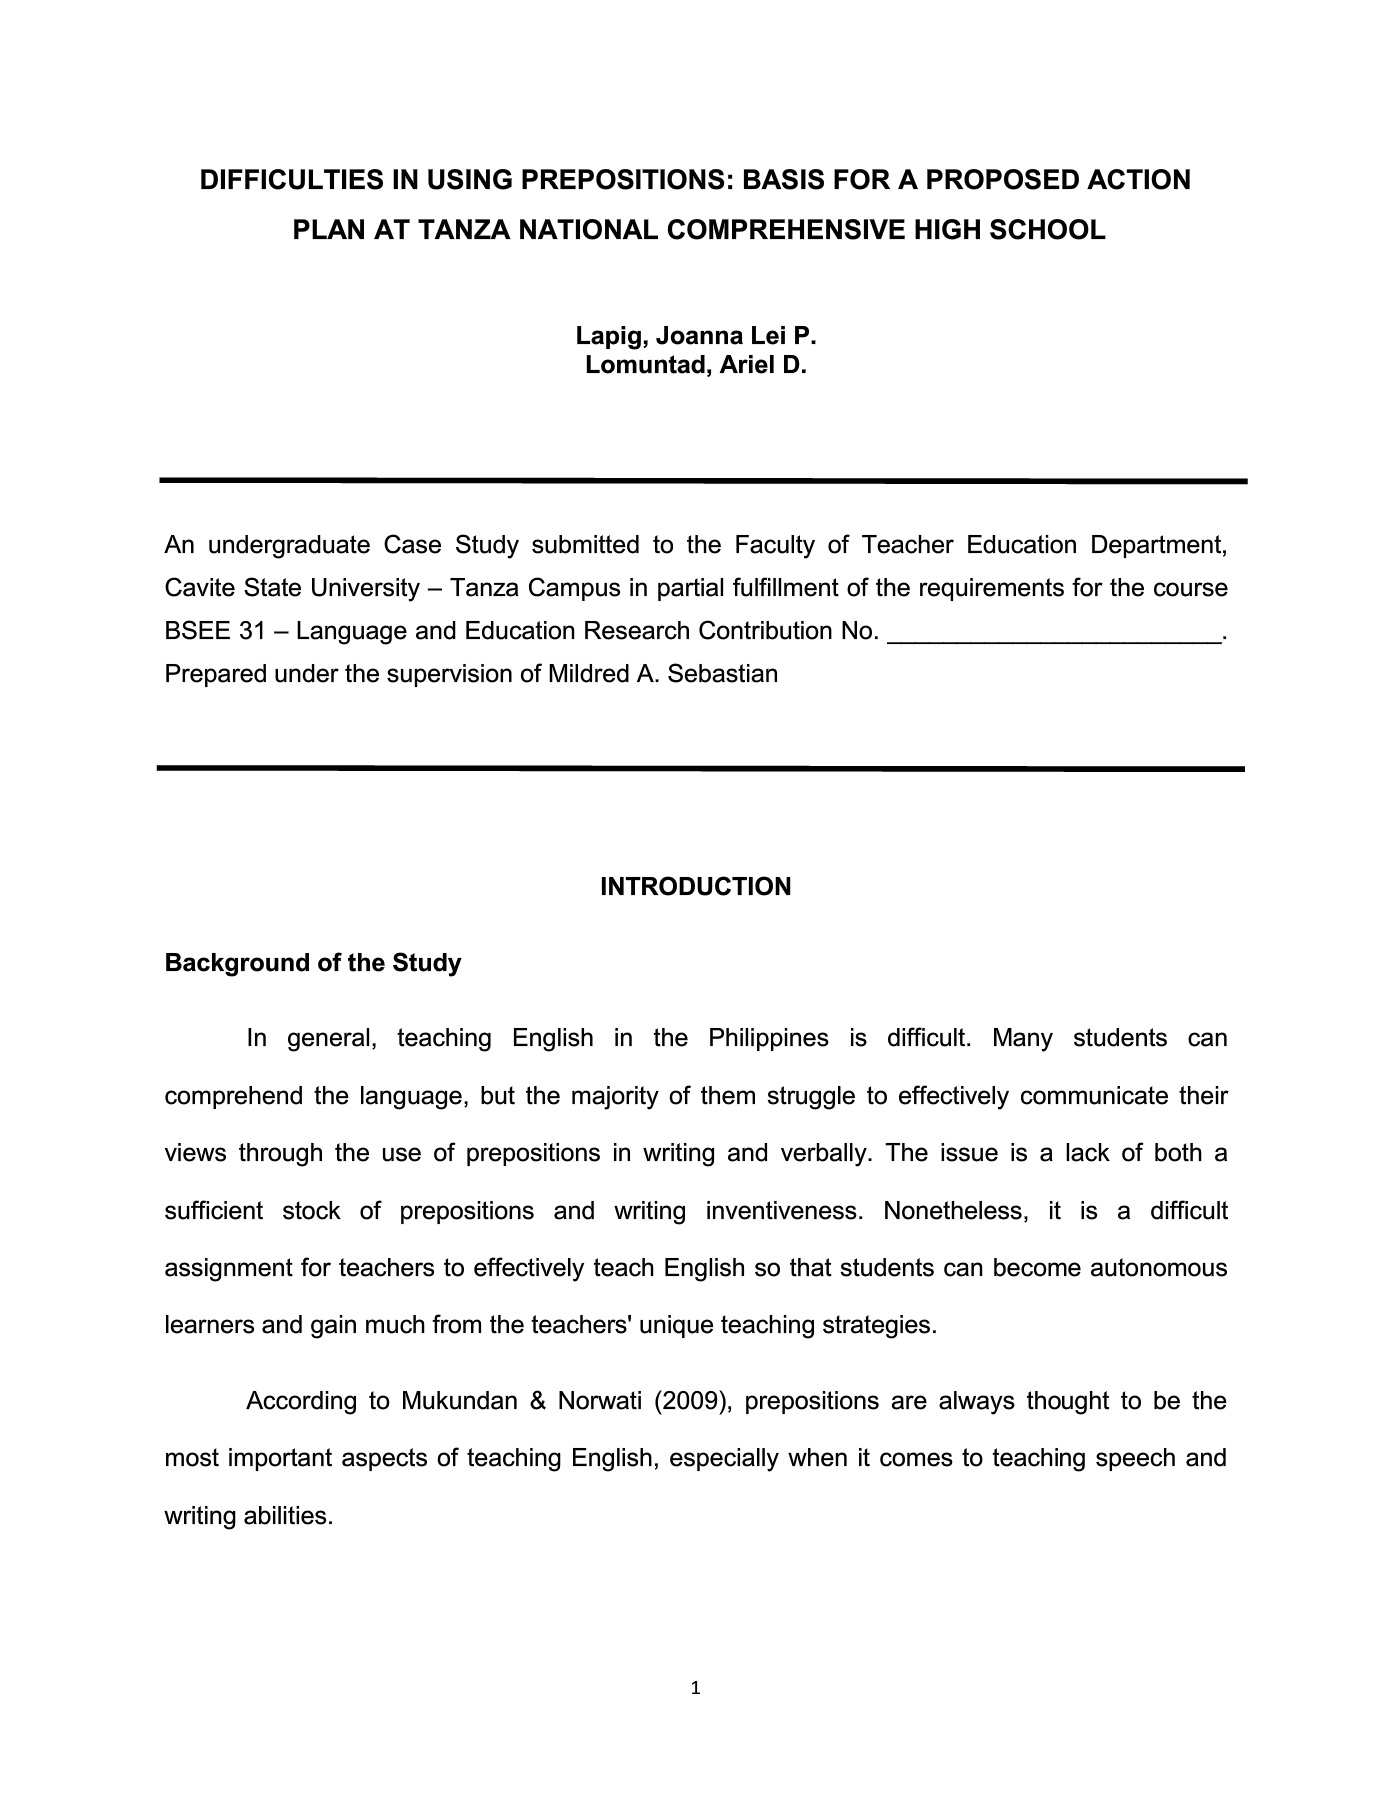 DIFFICULTIES IN USING PREPOSITIONS: BASIS FOR A PROPOSED ACTION
PLAN AT TANZA NATIONAL COMPREHENSIVE HIGH SCHOOL
Lapig, Joanna Lei P.
Lomuntad, Ariel D.
An undergraduate Case Study submitted to the Faculty of Teacher Education Department,
Cavite State University – Tanza Campus in partial fulfillment of the requirements for the course
BSEE 31 – Language and Education Research Contribution No. ________________________.
Prepared under the supervision of Mildred A. Sebastian
INTRODUCTION
Background of the Study
In general, teaching English in the Philippines is difficult. Many students can
comprehend the language, but the majority of them struggle to effectively communicate their
views through the use of prepositions in writing and verbally. The issue is a lack of both a
sufficient stock of prepositions and writing inventiveness. Nonetheless, it is a difficult
assignment for teachers to effectively teach English so that students can become autonomous
learners and gain much from the teachers' unique teaching strategies.
According to Mukundan & Norwati (2009), prepositions are always thought to be the
most important aspects of teaching English, especially when it comes to teaching speech and
writing abilities.
1